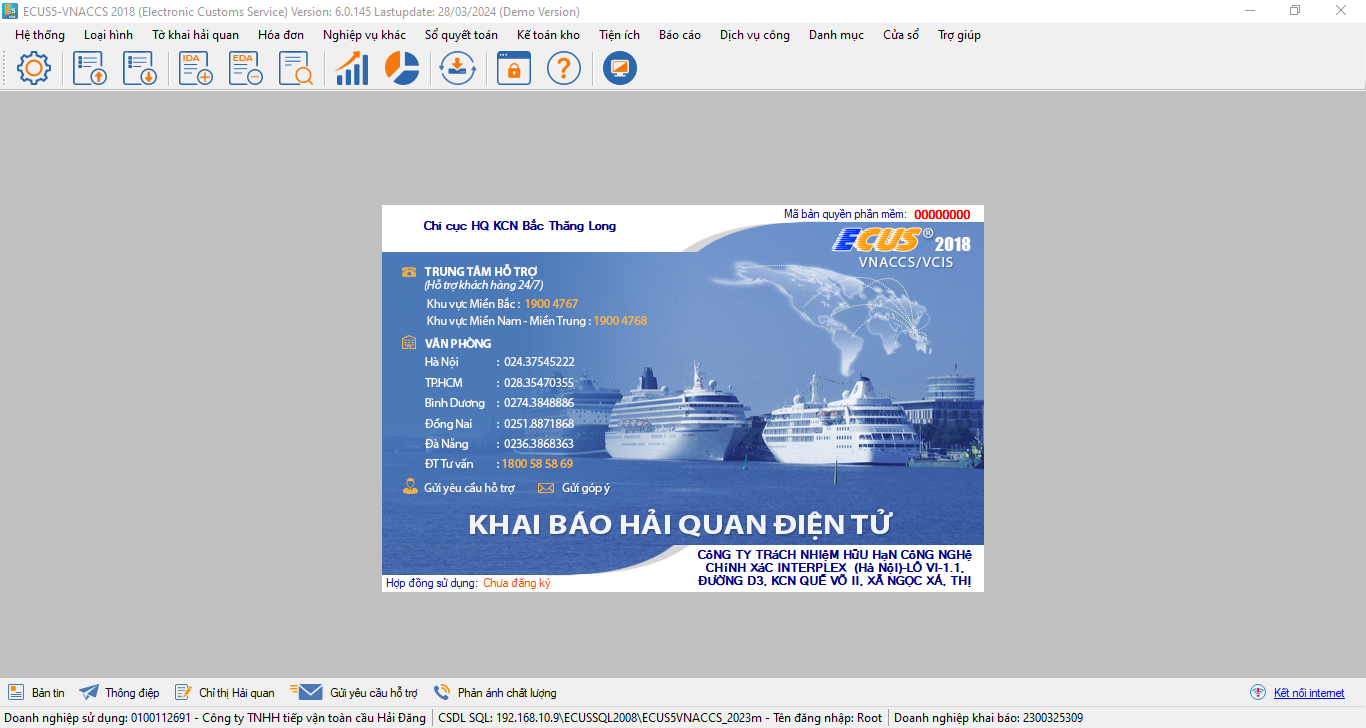 ECUS5-VNACCS 2018 (Electronic Customs Service) Version: 6.0.145 Lastupdate: 28/03/2024 (Demo Version)
Hệ thống Loại hình Tờ khai hải quan Hóa đơn Nghiệp vụ khác Sổ quyết toán Kế toán kho Tiện ích Báo cáo Dịch vụ công Danh mục Cửa sổ Trợ giúp
IDA EDA
Chi cục HQ KCN Bắc Thăng Long
Mã bản quyền phần mềm: 00000000
ECUS® 2018
VNACCS/VCIS
TRUNG TÂM HỖ TRỢ
(Hỗ trợ khách hàng 24/7)
Khu vực Miền Bắc : 1900 4767
Khu vực Miền Nam - Miền Trung : 1900 4768
VĂN PHÒNG
Hà Nội : 024.37545222
TP.HCM : 028.35470355
Bình Dương : 0274.3848886
Đồng Nai : 0251.8871868
Đà Nẵng : 0236.3868363
ĐT Tư vấn : 1800 58 58 69
Gửi yêu cầu hỗ trợ Gửi góp ý
KHAI BÁO HẢI QUAN ĐIỆN TỬ
CôNG TY TRáCH NHIệM HữU HạN CôNG NGHệ
CHíNH XáC INTERPLEX (Hà NộI)-LÔ VI-1.1,
ĐƯỜNG D3, KCN QUẾ VÕ II, XÃ NGỌC XÁ, THỊ
Hợp đồng sử dụng: Chưa đăng ký
Bản tin Thông điệp Chỉ thị Hải quan Gửi yêu cầu hỗ trợ Phản ánh chất lượng Kết nối internet
Doanh nghiệp sử dụng: 0100112691 - Công ty TNHH tiếp vận toàn cầu Hải Đăng CSDL SQL: 192.168.10.9\ECUSSQL2008\ECUS5VNACCS_2023m - Tên đăng nhập: Root Doanh nghiệp khai báo: 2300325309